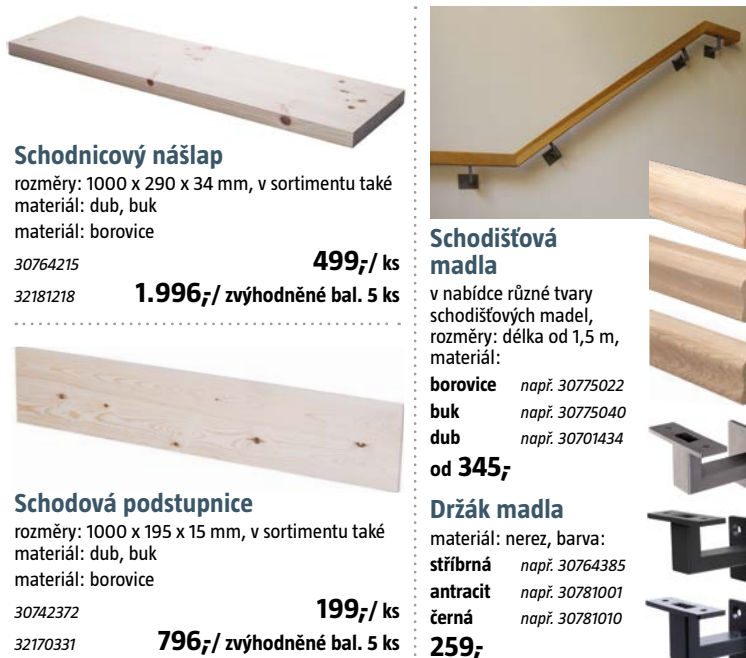 Schodnicový nášlap
rozměry: 1000 x 290 x 34 mm, v sortimentu také
materiál: dub, buk
materiál: borovice
30764215 499,-/ ks
32181218 1.996,-/ zvýhodněné bal. 5 ks
Schodová podstupnice
rozměry: 1000 x 195 x 15 mm, v sortimentu také
materiál: dub, buk
materiál: borovice
30742372 199,-/ ks
32170331 796,-/ zvýhodněné bal. 5 ks
Schodišťová
madla
v nabídce různé tvary
schodišťových madel,
rozměry: délka od 1,5 m,
materiál:
borovice např. 30775022
buk např. 30775040
dub např. 30701434
od 345,-
Držák madla
materiál: nerez, barva:
stříbrná např. 30764385
antracit např. 30781001
černá např. 30781010
259,-